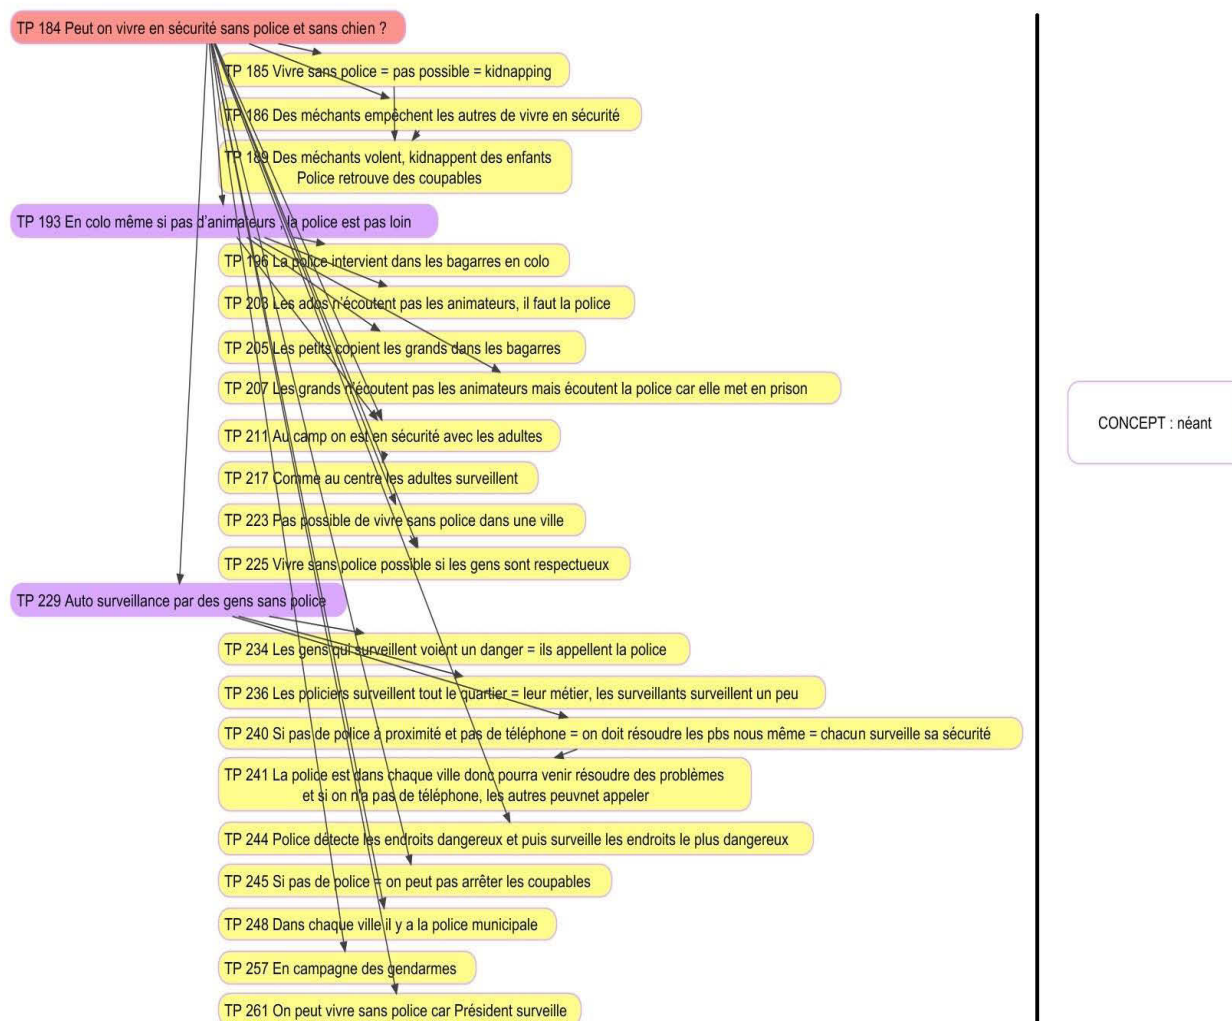 TP 184 Peut on vivre en sécurité sans police et sans chien ?
TP 185 Vivre sans police = pas possible = kidnapping
TP 186 Des méchants empêchent les autres de vivre en sécurité
TP 189 Des méchants volent, kidnappent des enfants
Police retrouve des coupables
TP 193 En colo même si pas d'animateurs , la police est pas loin
TP 196 La police intervient dans les bagarres en colo
TP 203 Les ados n'écoutent pas les animateurs, il faut la police
TP 205 Les petits copient les grands dans les bagarres
TP 207 Les grands n'écoutent pas les animateurs mais écoutent la police car elle met en prison
TP 211 Au camp on est en sécurité avec les adultes
TP 217 Comme au centre les adultes surveillent
TP 223 Pas possible de vivre sans police dans une ville
TP 225 Vivre sans police possible si les gens sont respectueux
TP 229 Auto surveillance par des gens sans police
TP 234 Les gens qui surveillent voient un danger = ils appellent la police
TP 236 Les policiers surveillent tout le quartier = leur métier, les surveillants surveillent un peu
TP 240 Si pas de police à proximité et pas de téléphone = on doit résoudre les pbs nous même = chacun surveille sa sécurité
TP 241 La police est dans chaque ville donc pourra venir résoudre des problèmes
et si on n'a pas de téléphone, les autres peuvnet appeler
TP 244 Police détecte les endroits dangereux et puis surveille les endroits le plus dangereux
TP 245 Si pas de police = on peut pas arrêter les coupables
TP 248 Dans chaque ville il y a la police municipale
TP 257 En campagne des gendarmes
TP 261 On peut vivre sans police car Président surveille
CONCEPT : néant